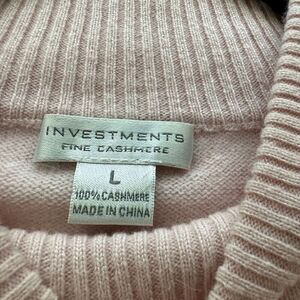 INVESTMENTS
FINE CASHMERE
L
100% CASHMERE
MADE IN CHINA